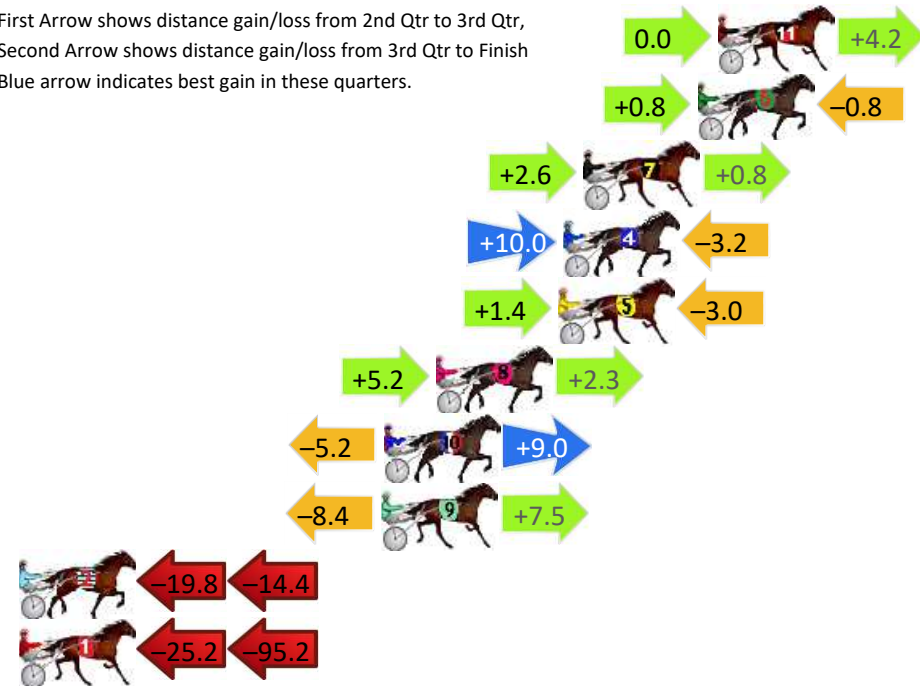 First Arrow shows distance gain/loss from 2nd Qtr to 3rd Qtr,
Second Arrow shows distance gain/loss from 3rd Qtr to Finish
Blue arrow indicates best gain in these quarters.
0.0 11 +4.2
+0.8 6 –0.8
+2.6 7 +0.8
+10.0 4 –3.2
+1.4 5 –3.0
+5.2 8 +2.3
–5.2 10 +9.0
–8.4 9 +7.5
2 –19.8 –14.4
1 –25.2 –95.2